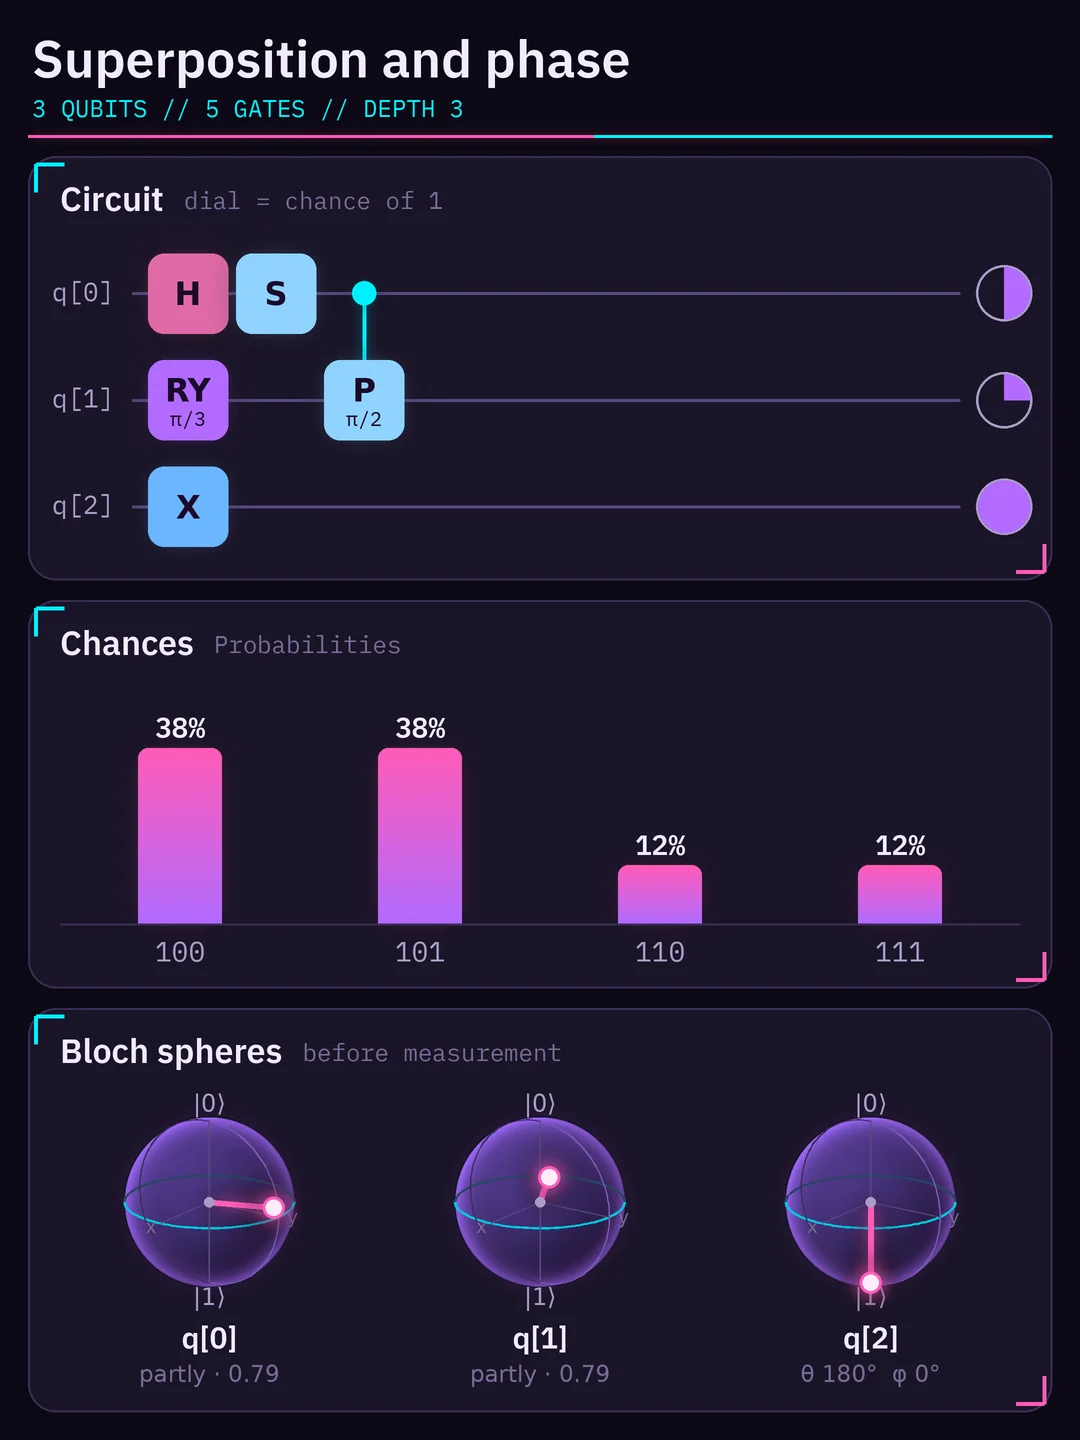 Superposition and phase
3 QUBITS // 5 GATES // DEPTH 3
Circuit dial = chance of 1
q[0] H S
q[1] RY π/3 P π/2
q[2] X
Chances Probabilities
38% 38% 12% 12%
100 101 110 111
Bloch spheres before measurement
|0⟩ |0⟩ |0⟩
x y x y x y
|1⟩ |1⟩ |1⟩
q[0] q[1] q[2]
partly · 0.79 partly · 0.79 θ 180° φ 0°